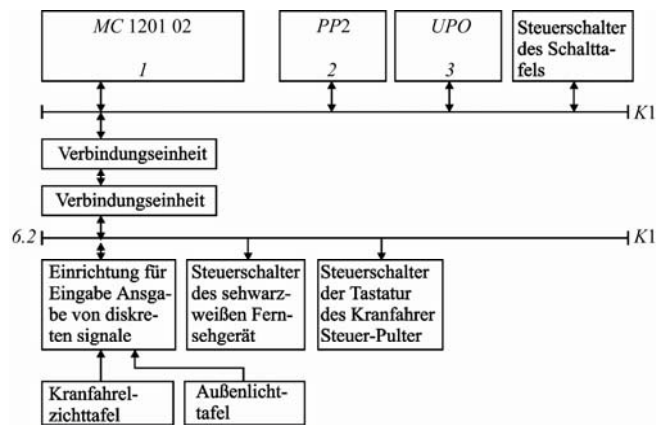 MC 1201 02
1
PP2
2
UPO
3
Steuerschalter
des Schalttа-
fels
K1
Verbindungseinheit
Verbindungseinheit
6.2
K1
Einrichtung für
Eingabe Ansga-
be von diskre-
ten signale
Steuerschalter
des sehwarz-
weißen Fern-
sehgerät
Steuerschalter
der Tastatur
des Kranfahrer
Steuer-Pulter
Kranfahrel-
zichttafel
Außenlicht-
tafel